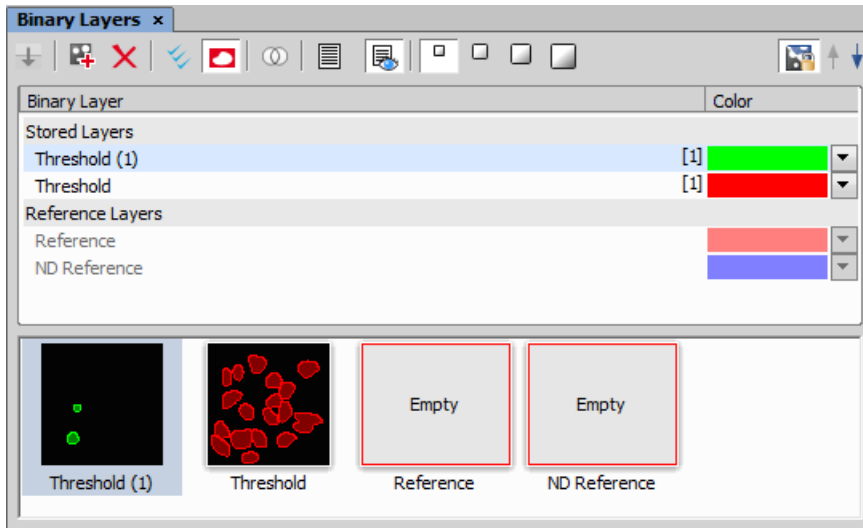 Binary Layers ×
Binary Layer Color
Stored Layers
Threshold (1) [1]
Threshold [1]
Reference Layers
Reference
ND Reference
Empty Empty
Threshold (1) Threshold Reference ND Reference